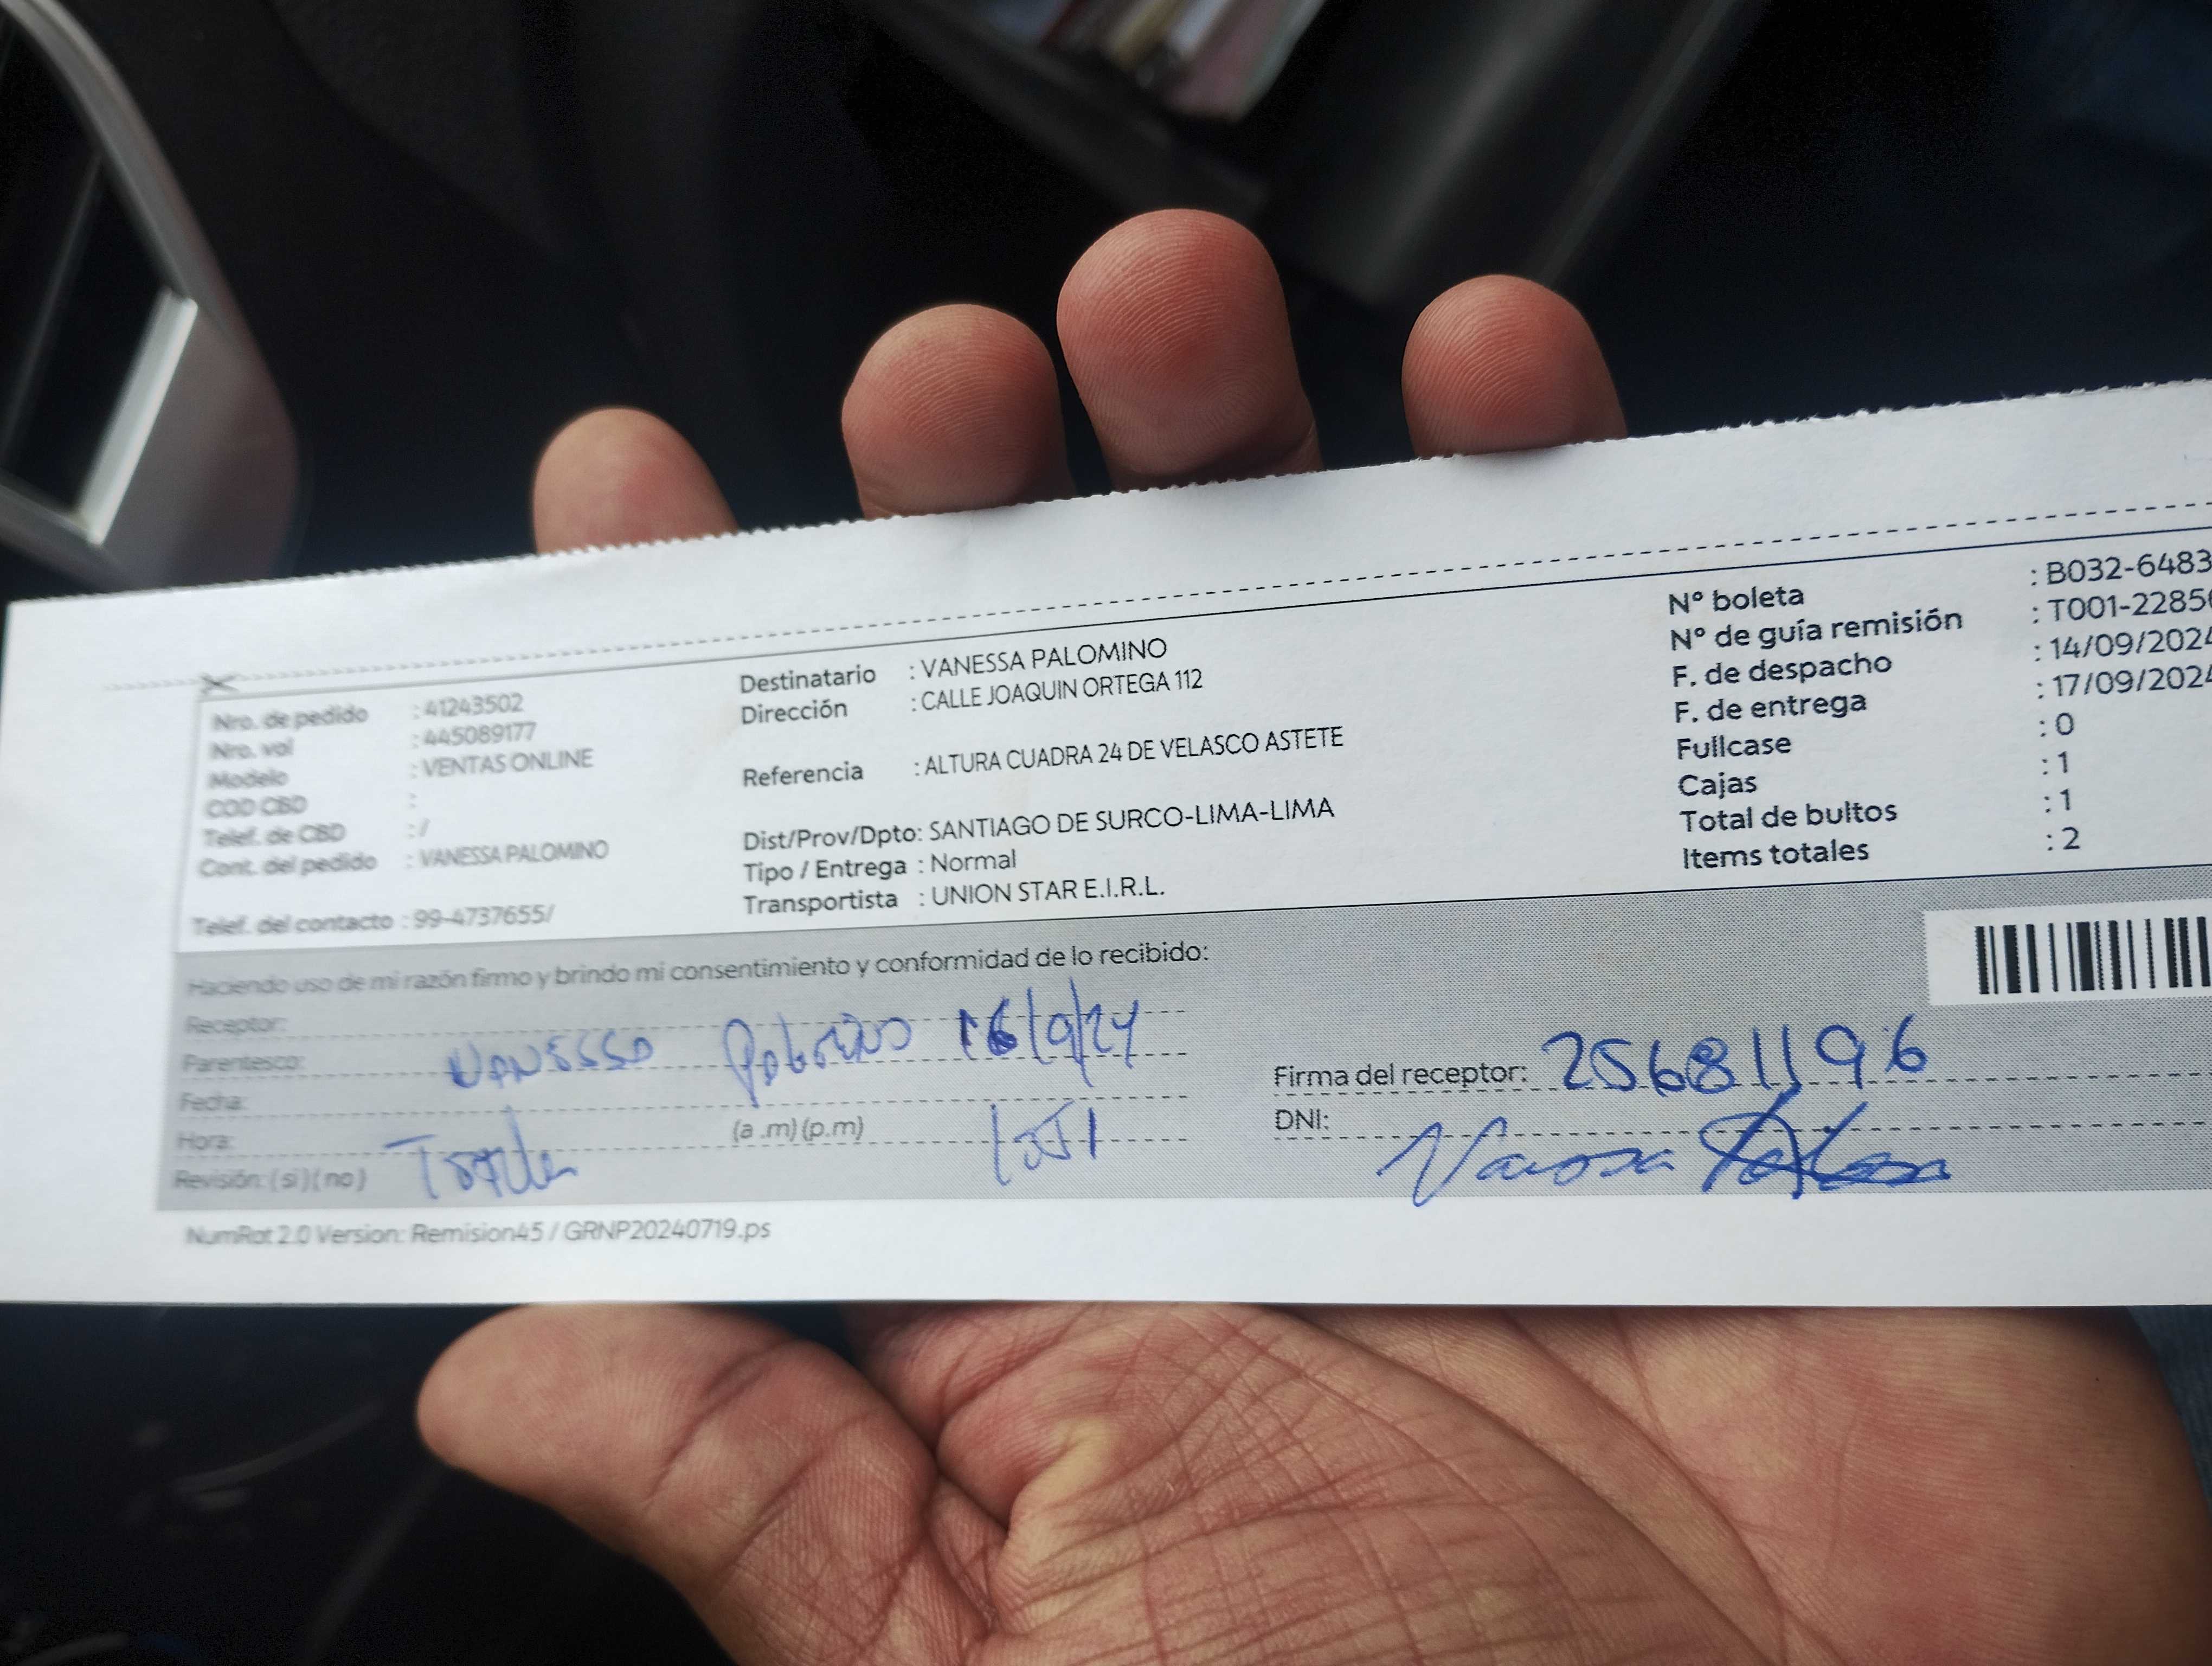 Nro. de pedido : 41243502
Nro. vol : 445089177
Modelo : VENTAS ONLINE
COD CBD :
Telef. de CBD : /
Cont. del pedido : VANESSA PALOMINO
Telef. del contacto : 99-4737655/
Destinatario : VANESSA PALOMINO
Dirección : CALLE JOAQUIN ORTEGA 112
Referencia : ALTURA CUADRA 24 DE VELASCO ASTETE
Dist/Prov/Dpto: SANTIAGO DE SURCO-LIMA-LIMA
Tipo / Entrega : Normal
Transportista : UNION STAR E.I.R.L.
N° boleta : B032-6483
N° de guía remisión : T001-2285
F. de despacho : 14/09/2024
F. de entrega : 17/09/2024
Fullcase : 0
Cajas : 1
Total de bultos : 1
Items totales : 2
Haciendo uso de mi razón firmo y brindo mi consentimiento y conformidad de lo recibido:
Receptor:
Parentesco: Vanessa Palomino 16/9/24
Fecha:
Hora: (a .m) (p.m)
Revisión: ( si ) ( no )
Firma del receptor: 25681196
DNI:
NumRot 2.0 Version: Remision45 / GRNP20240719.ps